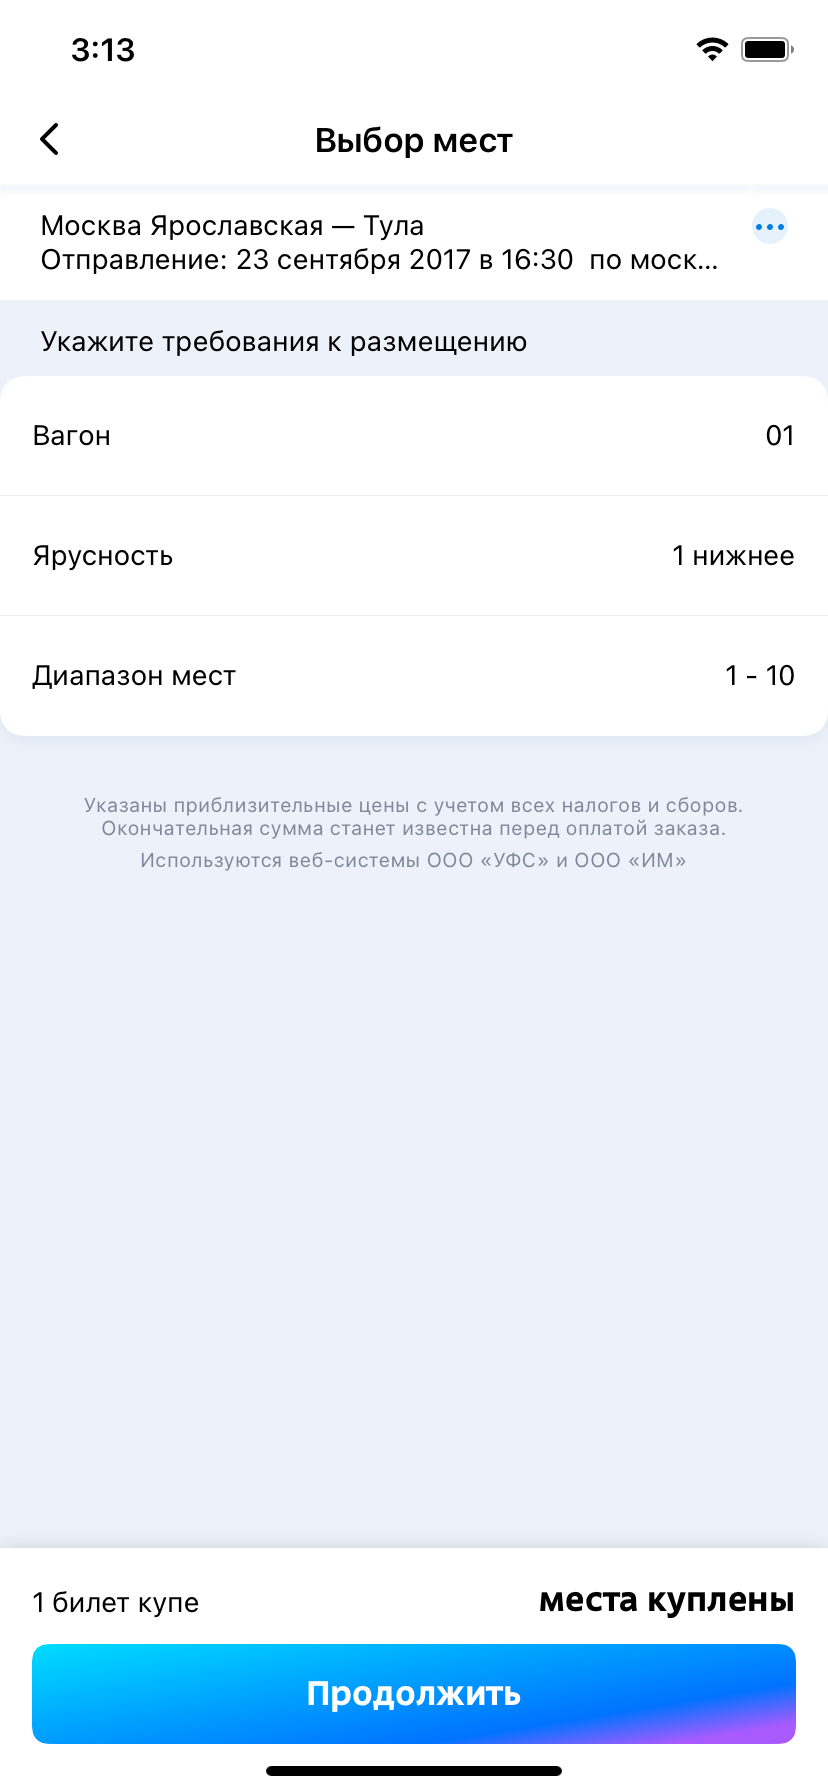 3:13
Выбор мест
Москва Ярославская — Тула
Отправление: 23 сентября 2017 в 16:30 по моск...
Укажите требования к размещению
Вагон 01
Ярусность 1 нижнее
Диапазон мест 1 - 10
Указаны приблизительные цены с учетом всех налогов и сборов.
Окончательная сумма станет известна перед оплатой заказа.
Используются веб-системы ООО «УФС» и ООО «ИМ»
1 билет купе места куплены
Продолжить